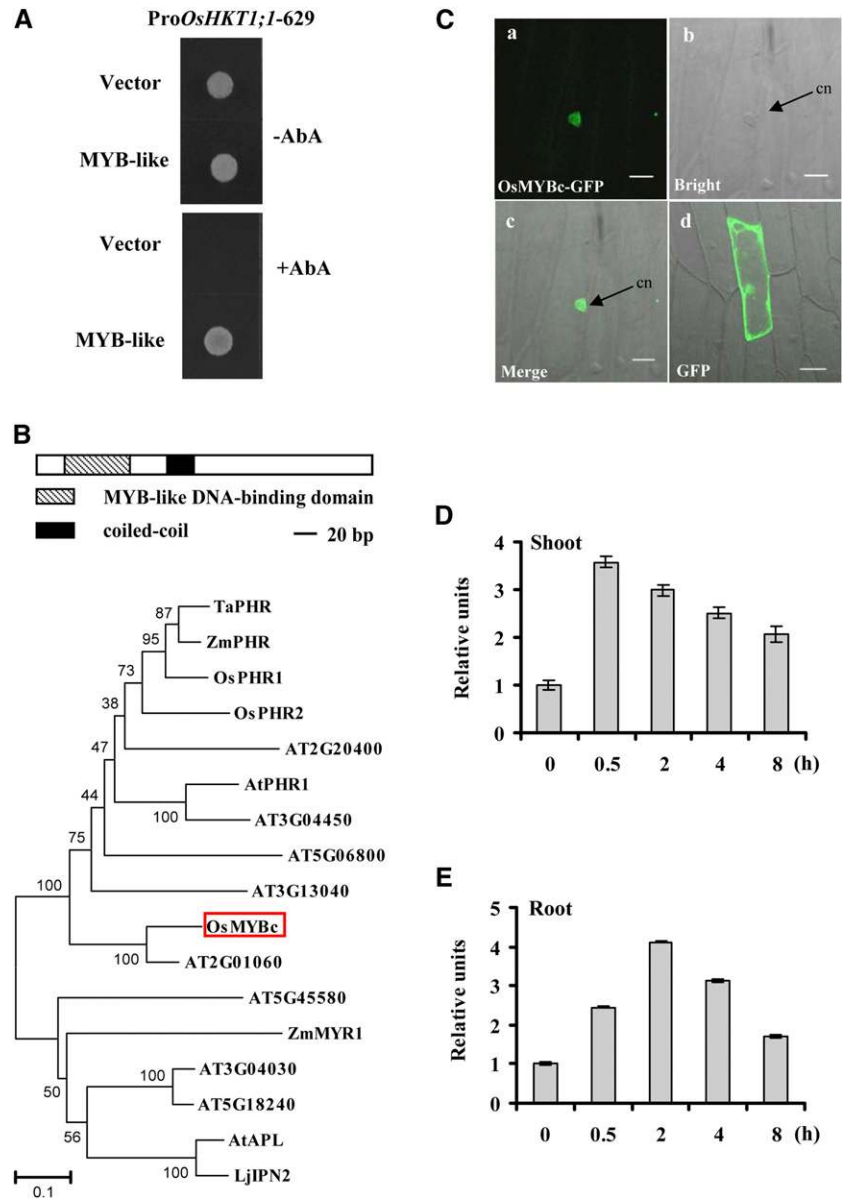 A
ProOsHKT1;1-629
Vector
MYB-like
-AbA
Vector
MYB-like
+AbA
B
MYB-like DNA-binding domain
coiled-coil
20 bp
87
TaPHR
95
ZmPHR
73
OsPHR1
38
OsPHR2
47
AT2G20400
44
AtPHR1
100
AT3G04450
75
AT5G06800
100
AT3G13040
OsMYBc
100
AT2G01060
AT5G45580
ZmMYR1
50
AT3G04030
100
AT5G18240
56
AtAPL
100
LjIPN2
0.1
C
a
OsMYBc-GFP
b
cn
Bright
c
cn
Merge
d
GFP
D
Shoot
Relative units
4
3
2
1
0
0 0.5 2 4 8 (h)
E
Root
Relative units
5
4
3
2
1
0
0 0.5 2 4 8 (h)